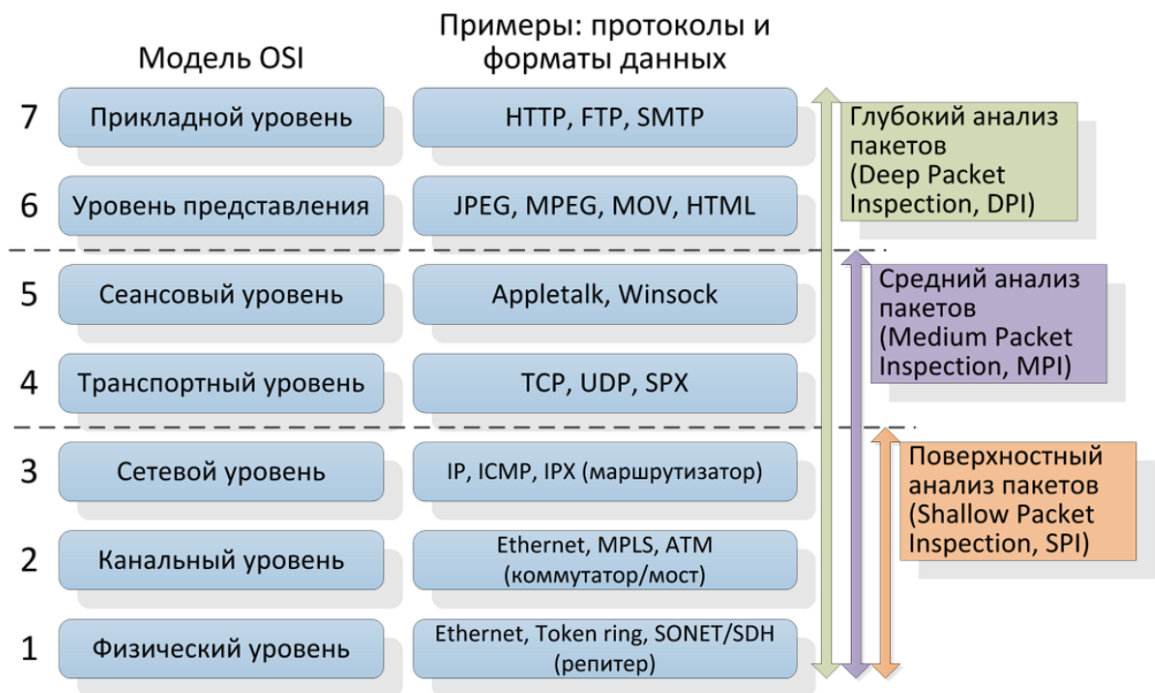 Модель OSI
Примеры: протоколы и
форматы данных
7
Прикладной уровень
HTTP, FTP, SMTP
Глубокий анализ
пакетов
(Deep Packet
Inspection, DPI)
6
Уровень представления
JPEG, MPEG, MOV, HTML
5
Сеансовый уровень
Appletalk, Winsock
Средний анализ
пакетов
(Medium Packet
Inspection, MPI)
4
Транспортный уровень
TCP, UDP, SPX
3
Сетевой уровень
IP, ICMP, IPX (маршрутизатор)
Поверхностный
анализ пакетов
(Shallow Packet
Inspection, SPI)
2
Канальный уровень
Ethernet, MPLS, ATM
(коммутатор/мост)
1
Физический уровень
Ethernet, Token ring, SONET/SDH
(репитер)